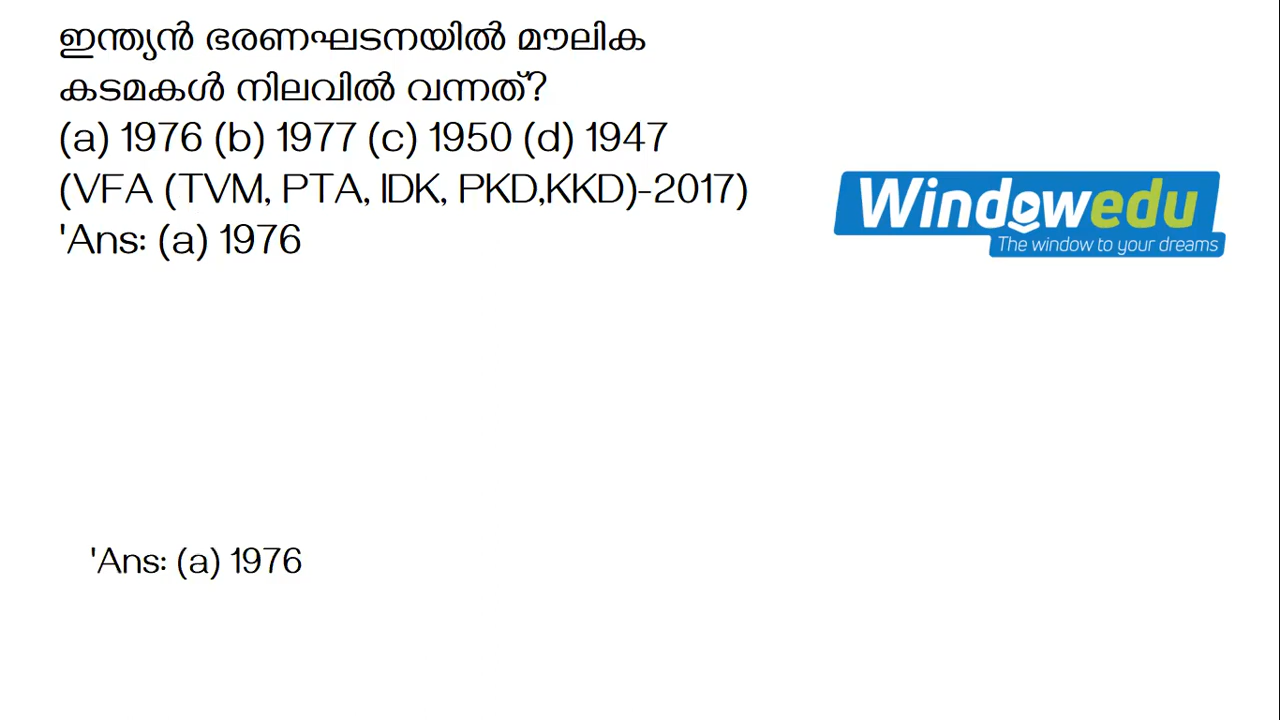 ഇന്ത്യൻ ഭരണഘടനയിൽ മൗലിക
കടമകൾ നിലവിൽ വന്നത്?
(a) 1976 (b) 1977 (c) 1950 (d) 1947
(VFA (TVM, PTA, IDK, PKD,KKD)-2017)
'Ans: (a) 1976
Windowedu
The window to your dreams
'Ans: (a) 1976